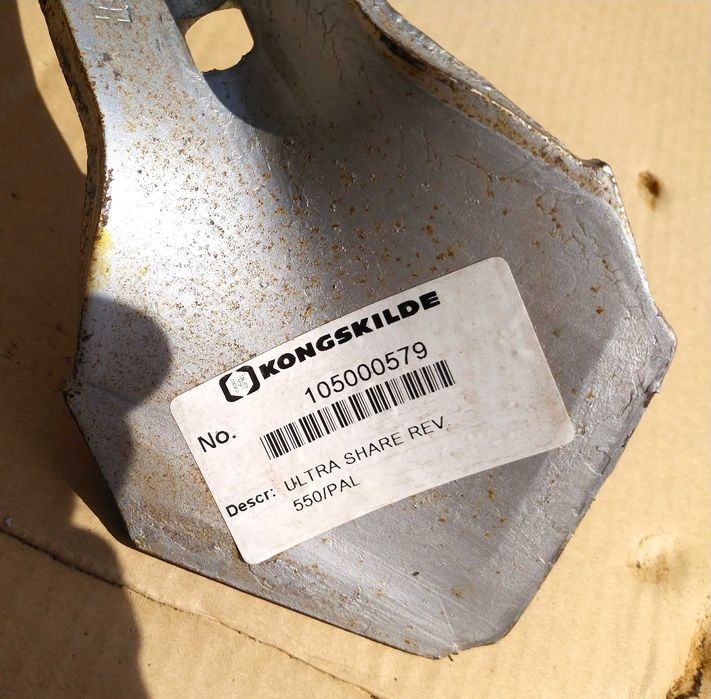 KONGSKILDE
No. 105000579
Descr: ULTRA SHARE REV.
550/PAL